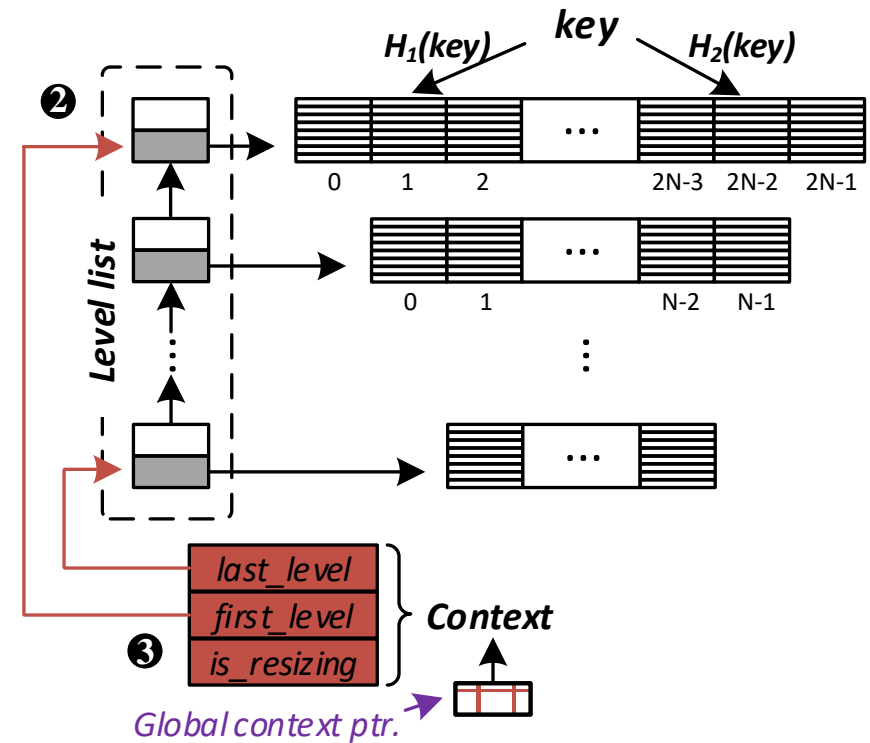 key
H1(key) H2(key)
❷
...
0 1 2 2N-3 2N-2 2N-1
...
0 1 N-2 N-1
Level list
...
...
...
last_level
first_level
Context
❸
is_resizing
Global context ptr.